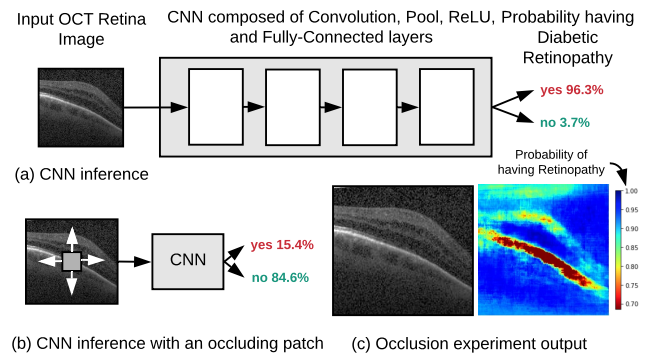 Input OCT Retina
Image
CNN composed of Convolution, Pool, ReLU,
and Fully-Connected layers
Probability having
Diabetic
Retinopathy
yes 96.3%
no 3.7%
(a) CNN inference
Probability of
having Retinopathy
CNN
yes 15.4%
no 84.6%
1.00
0.95
0.90
0.85
0.80
0.75
0.70
(b) CNN inference with an occluding patch
(c) Occlusion experiment output